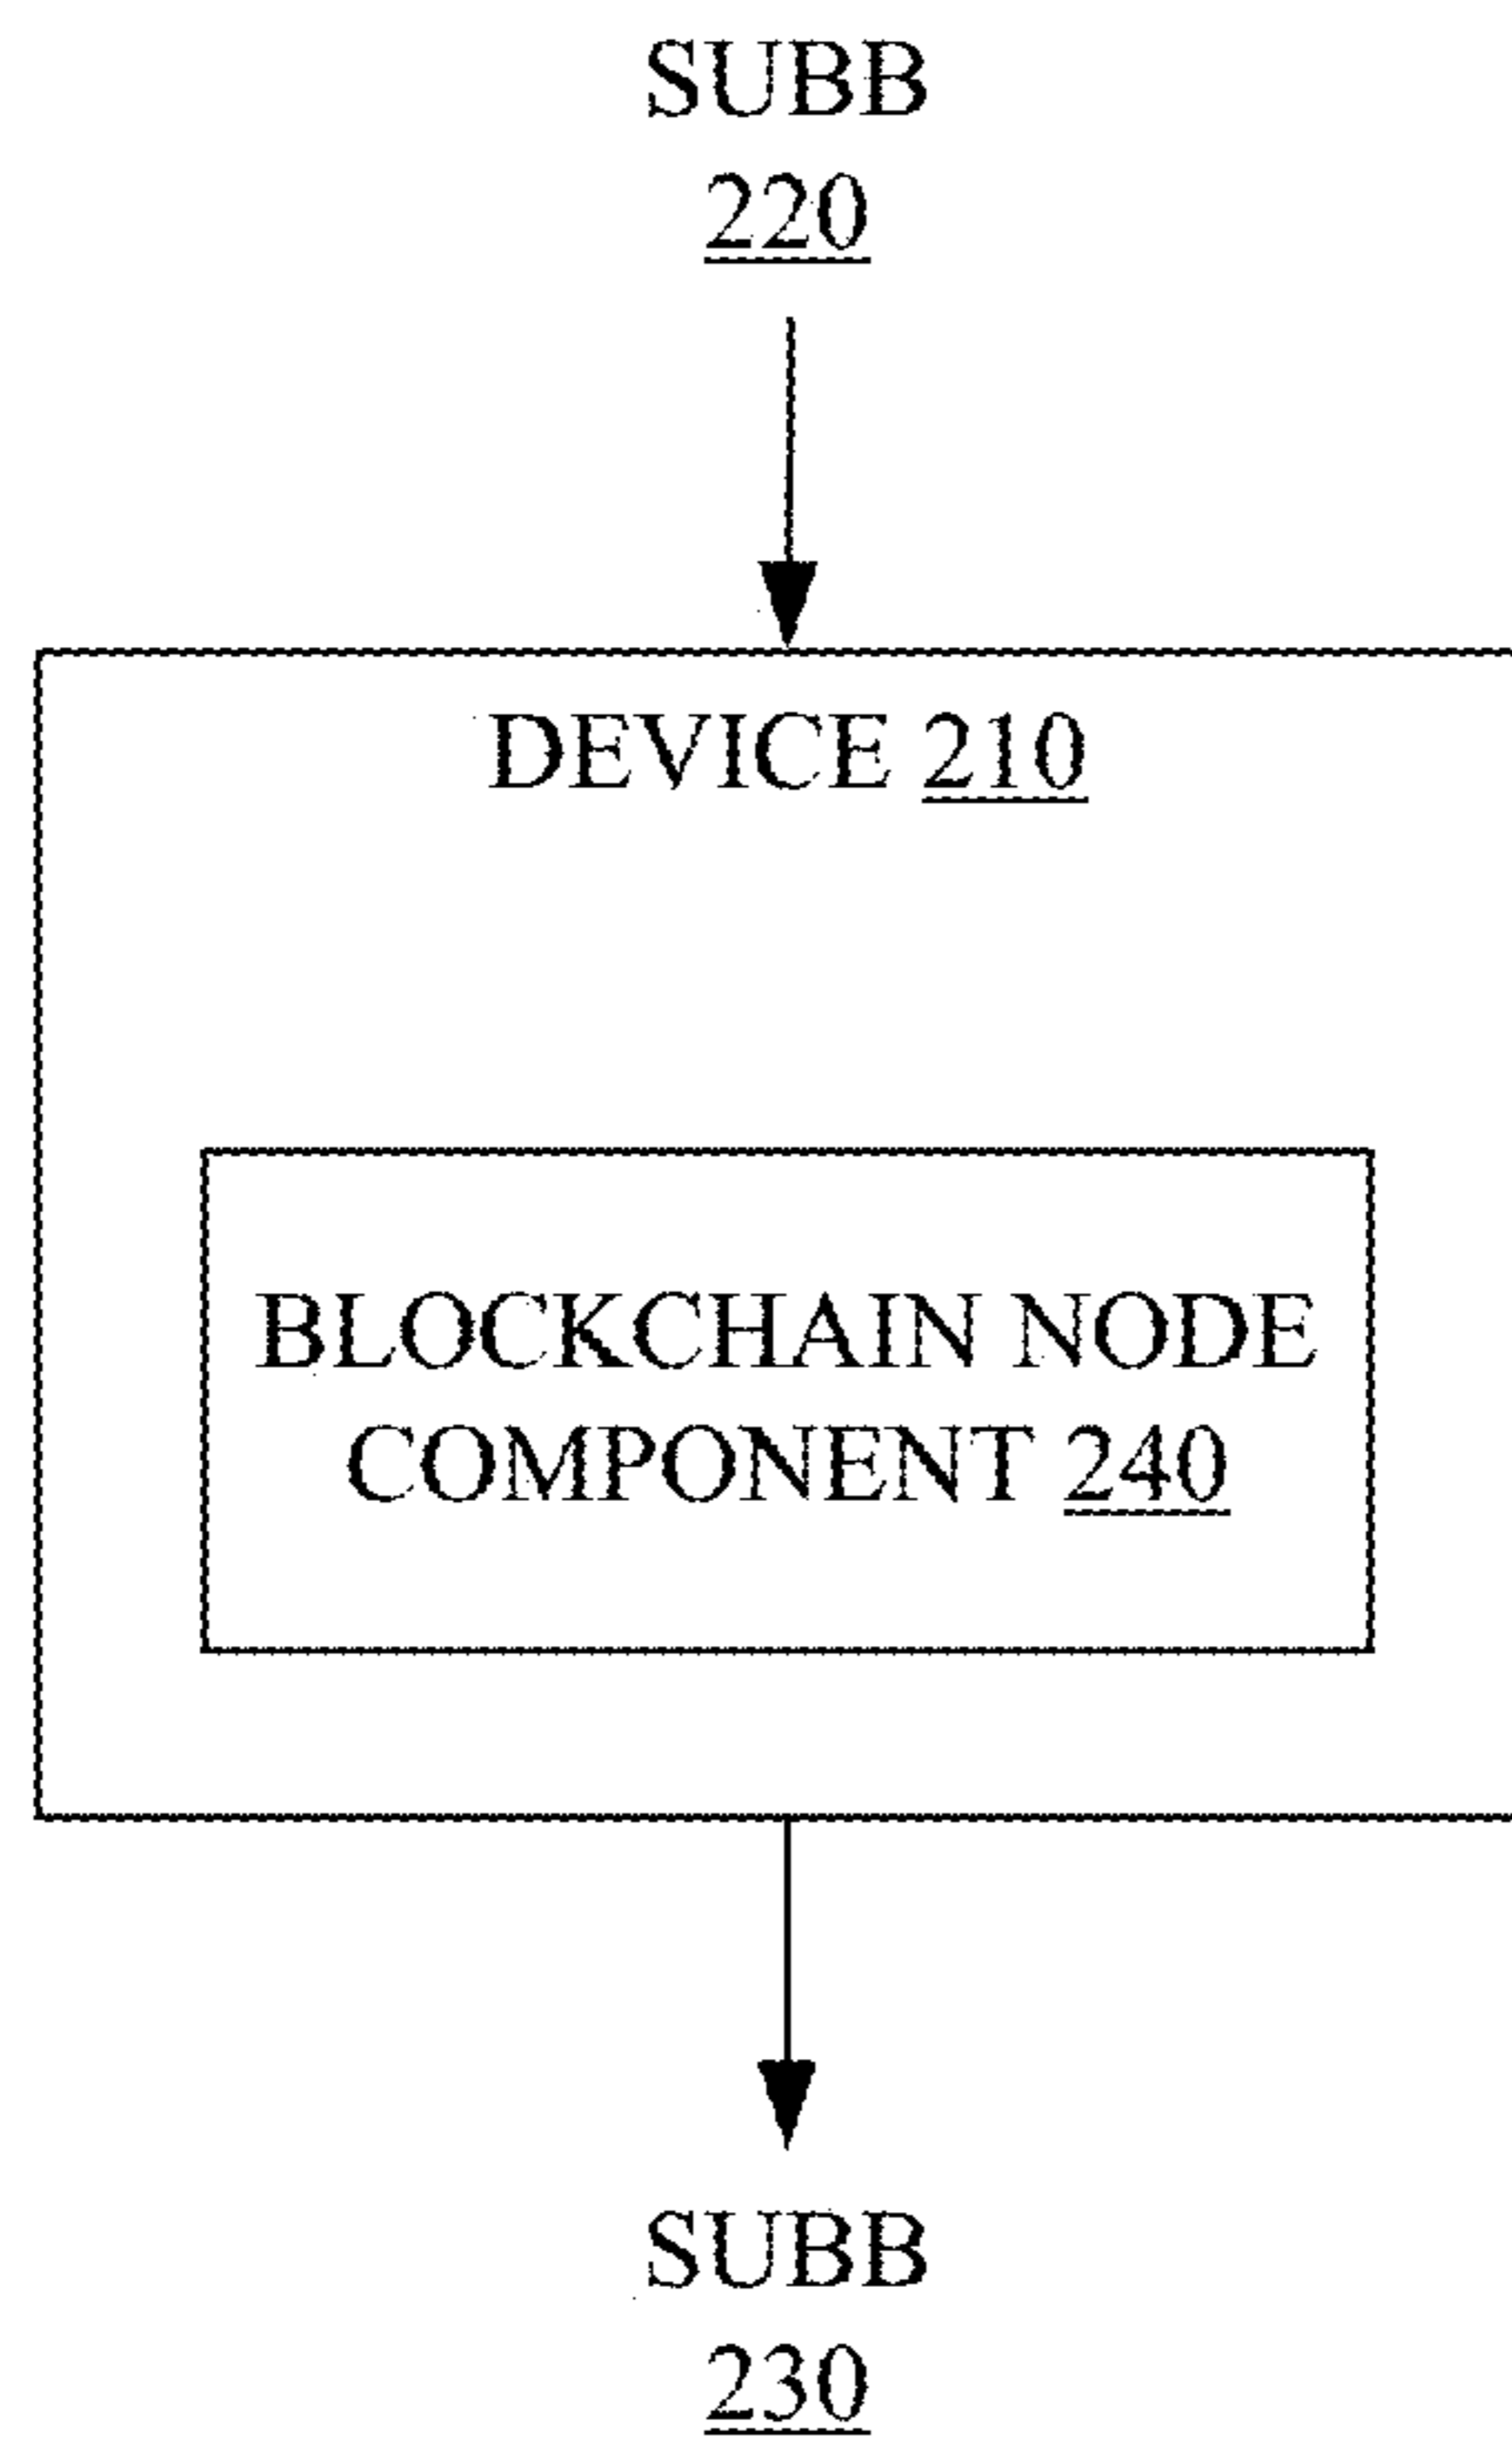 SUBB
220
DEVICE 210
BLOCKCHAIN NODE
COMPONENT 240
SUBB
230